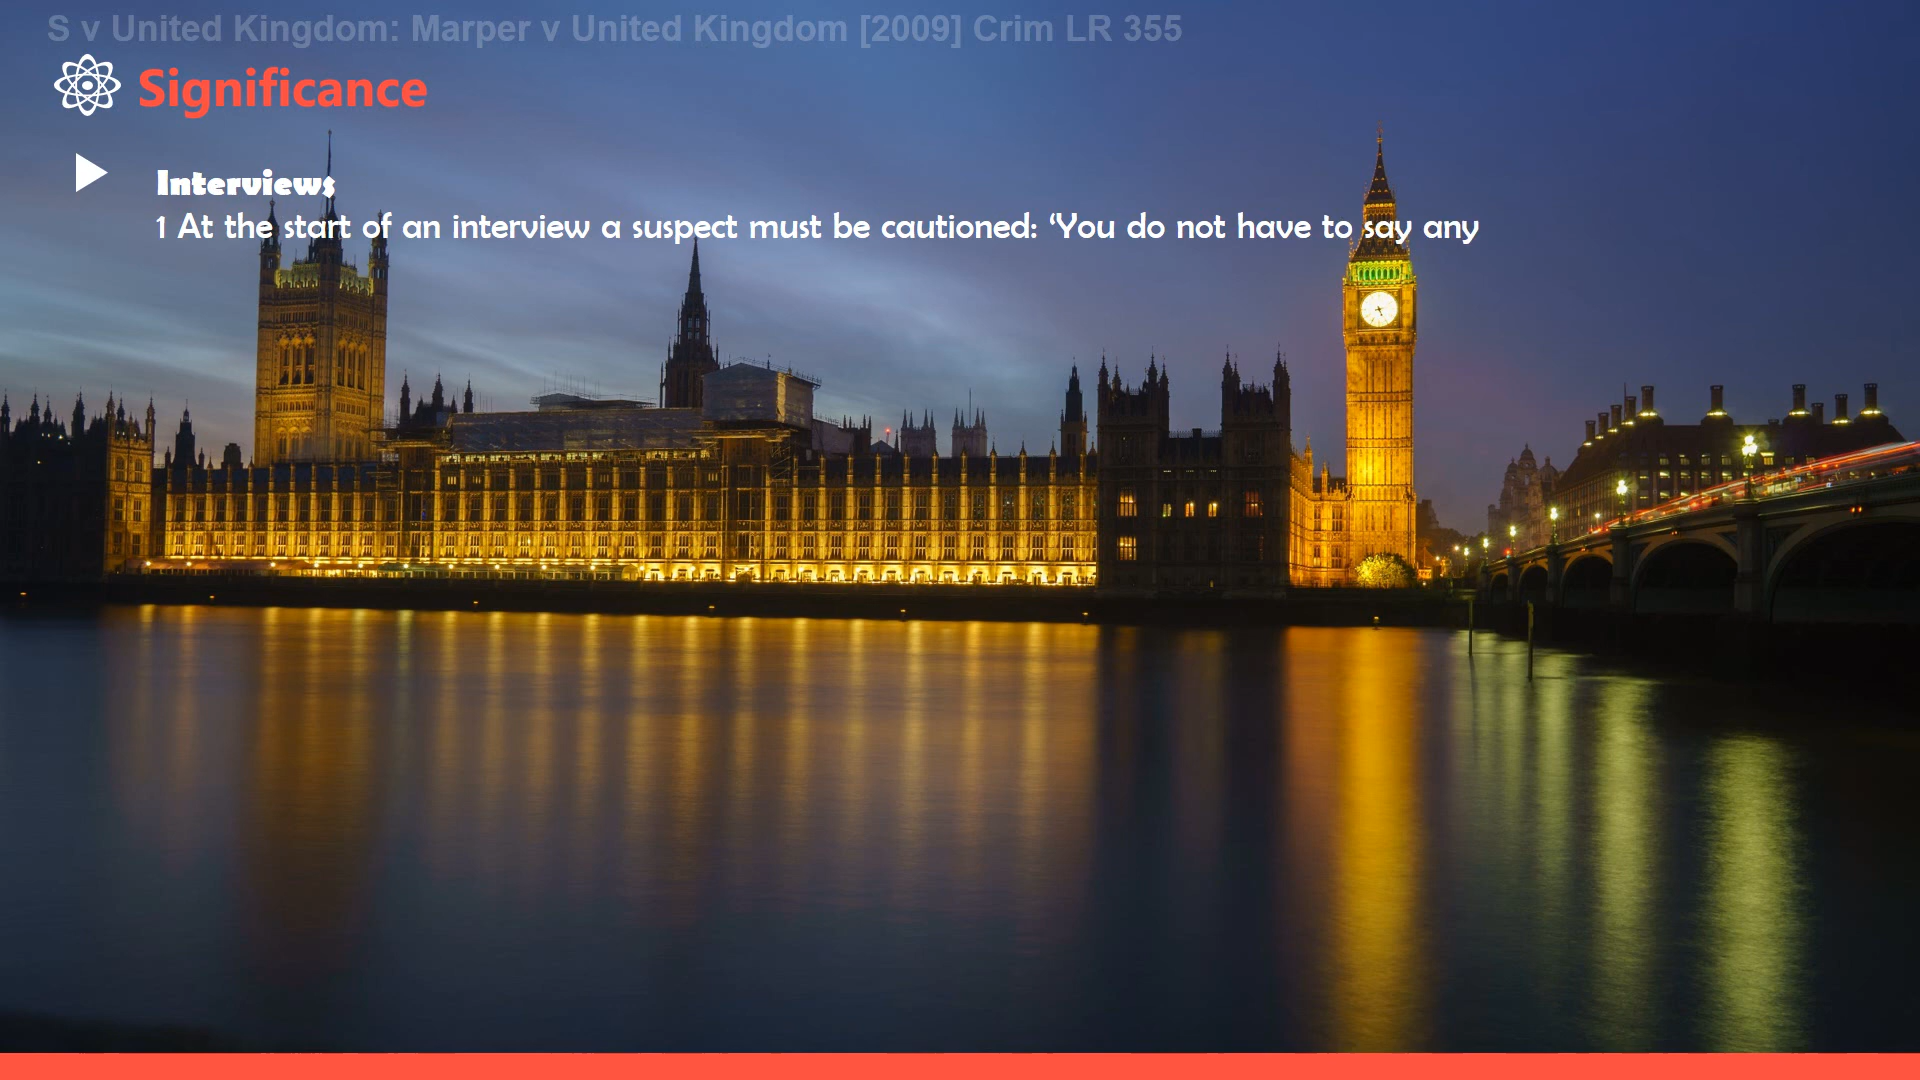 S v United Kingdom: Marper v United Kingdom [2009] Crim LR 355
Significance
Interviews
1 At the start of an interview a suspect must be cautioned: ‘You do not have to say any